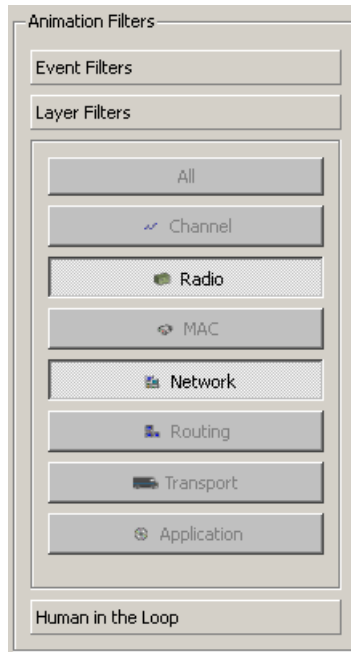 Animation Filters
Event Filters
Layer Filters
All
Channel
Radio
MAC
Network
Routing
Transport
Application
Human in the Loop